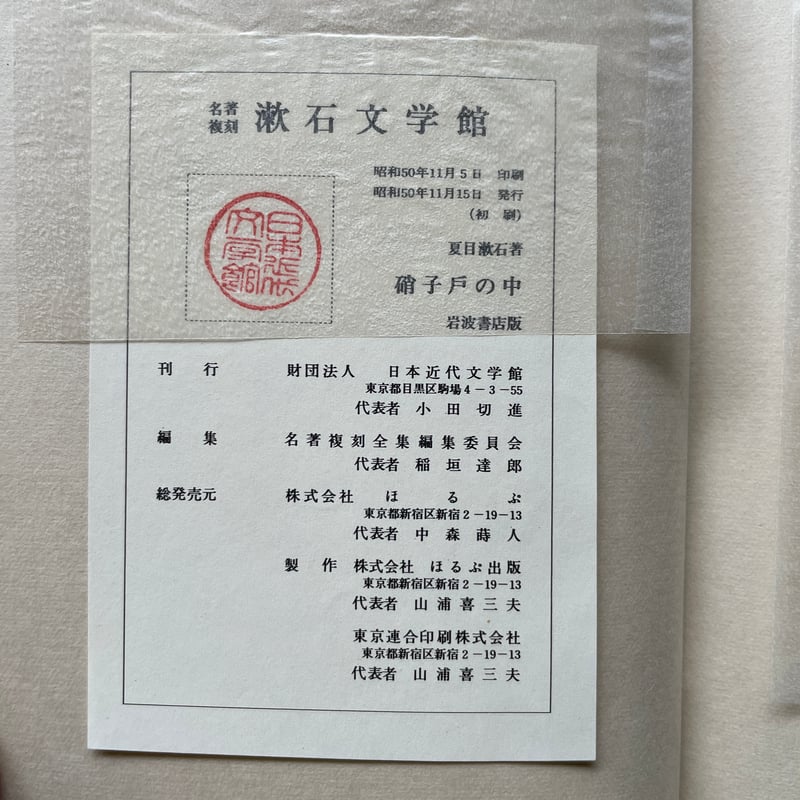 名著複刻 漱石文学館
昭和50年11月5日 印刷
昭和50年11月15日 発行
(初 刷)
日本近代文学館
夏目漱石著
硝子戸の中
岩波書店版
刊行 財団法人 日本近代文学館
東京都目黒区駒場4-3-55
代表者 小田切進
編集 名著複刻全集編集委員会
代表者 稲垣達郎
総発売元 株式会社 ほるぷ
東京都新宿区新宿2-19-13
代表者 中森蒔人
製作 株式会社 ほるぷ出版
東京都新宿区新宿2-19-13
代表者 山浦喜三夫
東京連合印刷株式会社
東京都新宿区新宿2-19-13
代表者 山浦喜三夫